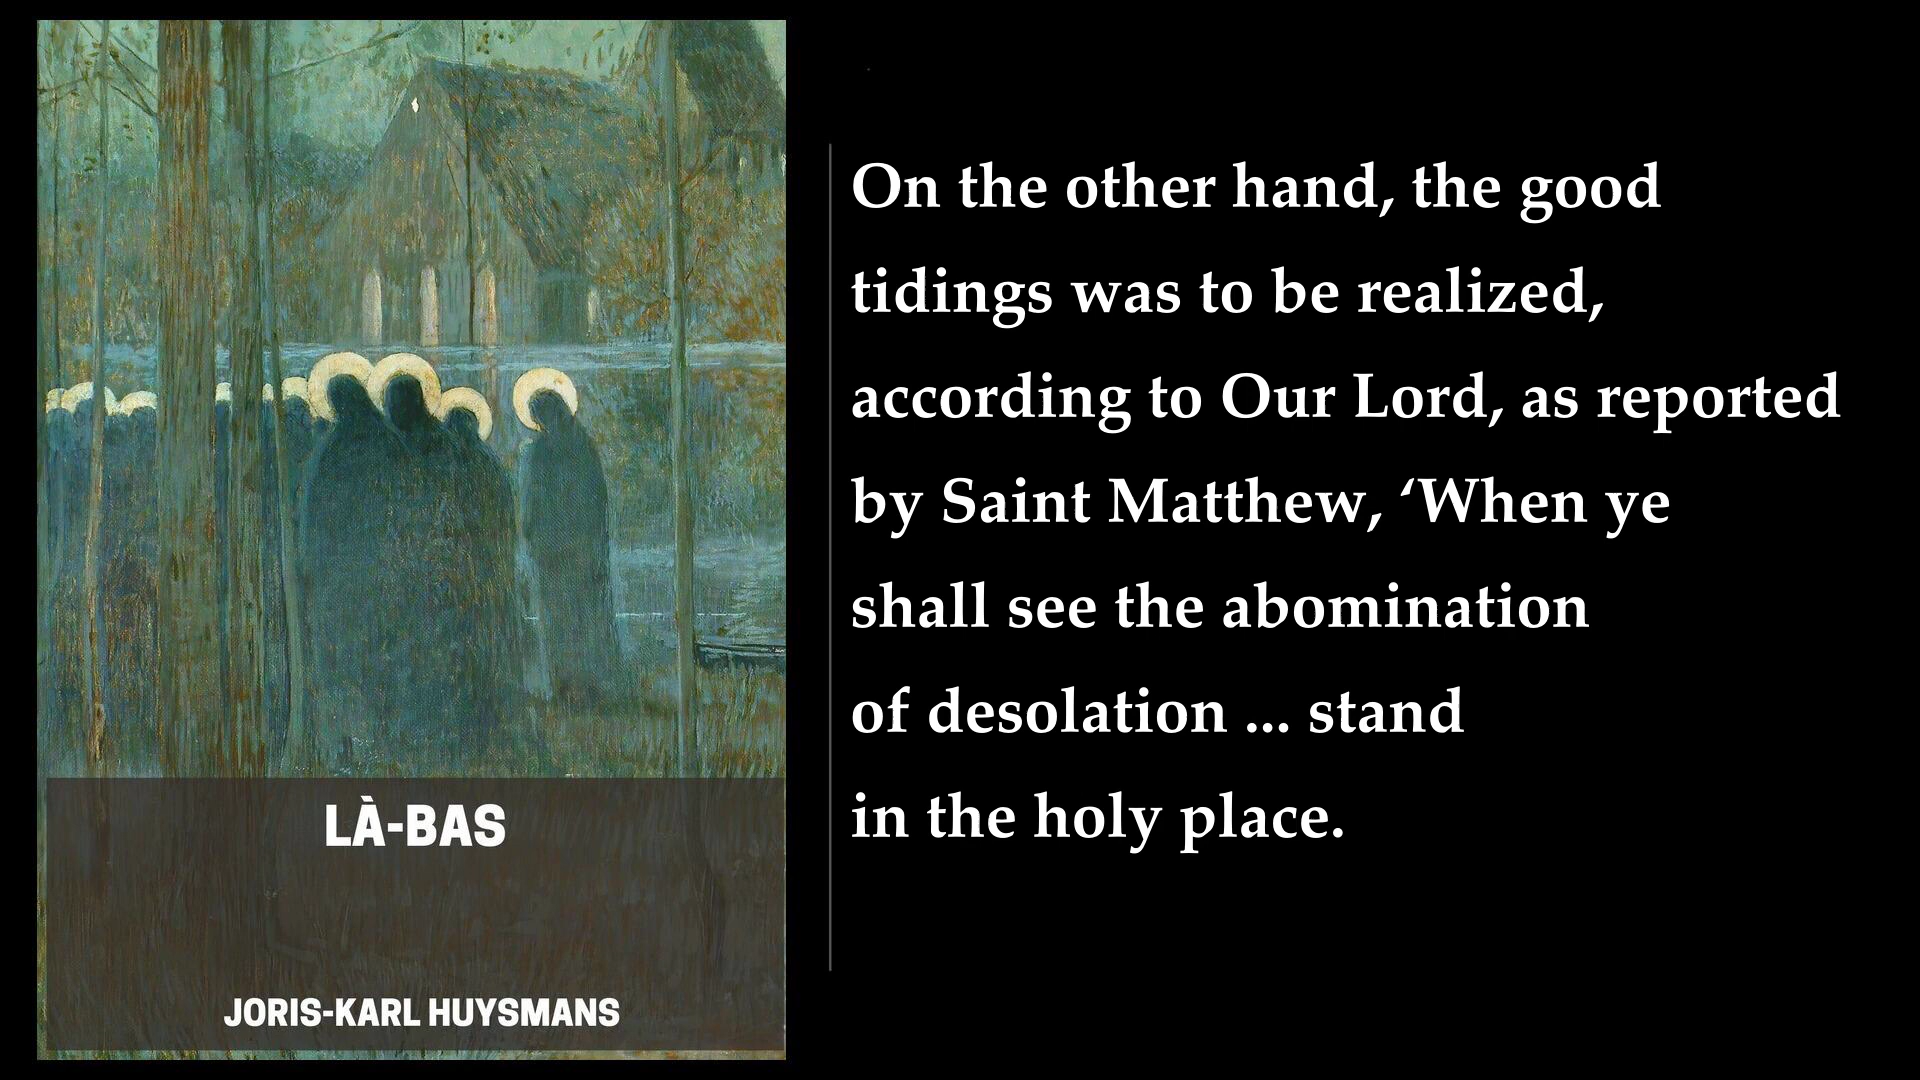 LÀ-BAS
JORIS-KARL HUYSMANS
On the other hand, the good
tidings was to be realized,
according to Our Lord, as reported
by Saint Matthew, ‘When ye
shall see the abomination
of desolation ... stand
in the holy place.